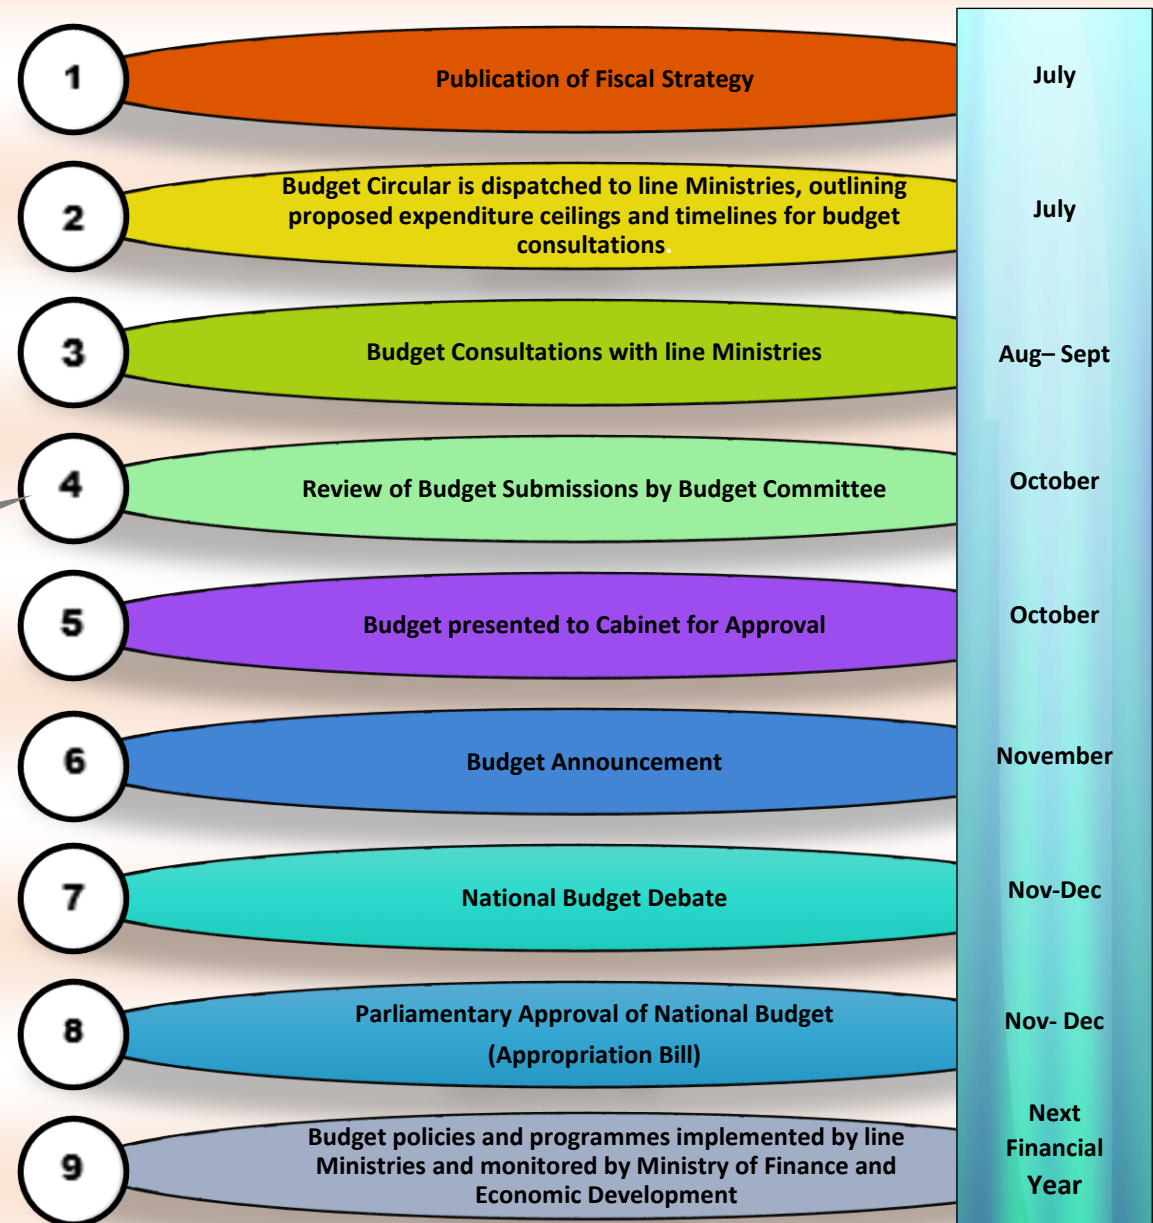 1
Publication of Fiscal Strategy
July
2
Budget Circular is dispatched to line Ministries, outlining
proposed expenditure ceilings and timelines for budget
consultations.
July
3
Budget Consultations with line Ministries
Aug– Sept
4
Review of Budget Submissions by Budget Committee
October
5
Budget presented to Cabinet for Approval
October
6
Budget Announcement
November
7
National Budget Debate
Nov-Dec
8
Parliamentary Approval of National Budget
(Appropriation Bill)
Nov- Dec
9
Budget policies and programmes implemented by line
Ministries and monitored by Ministry of Finance and
Economic Development
Next
Financial
Year